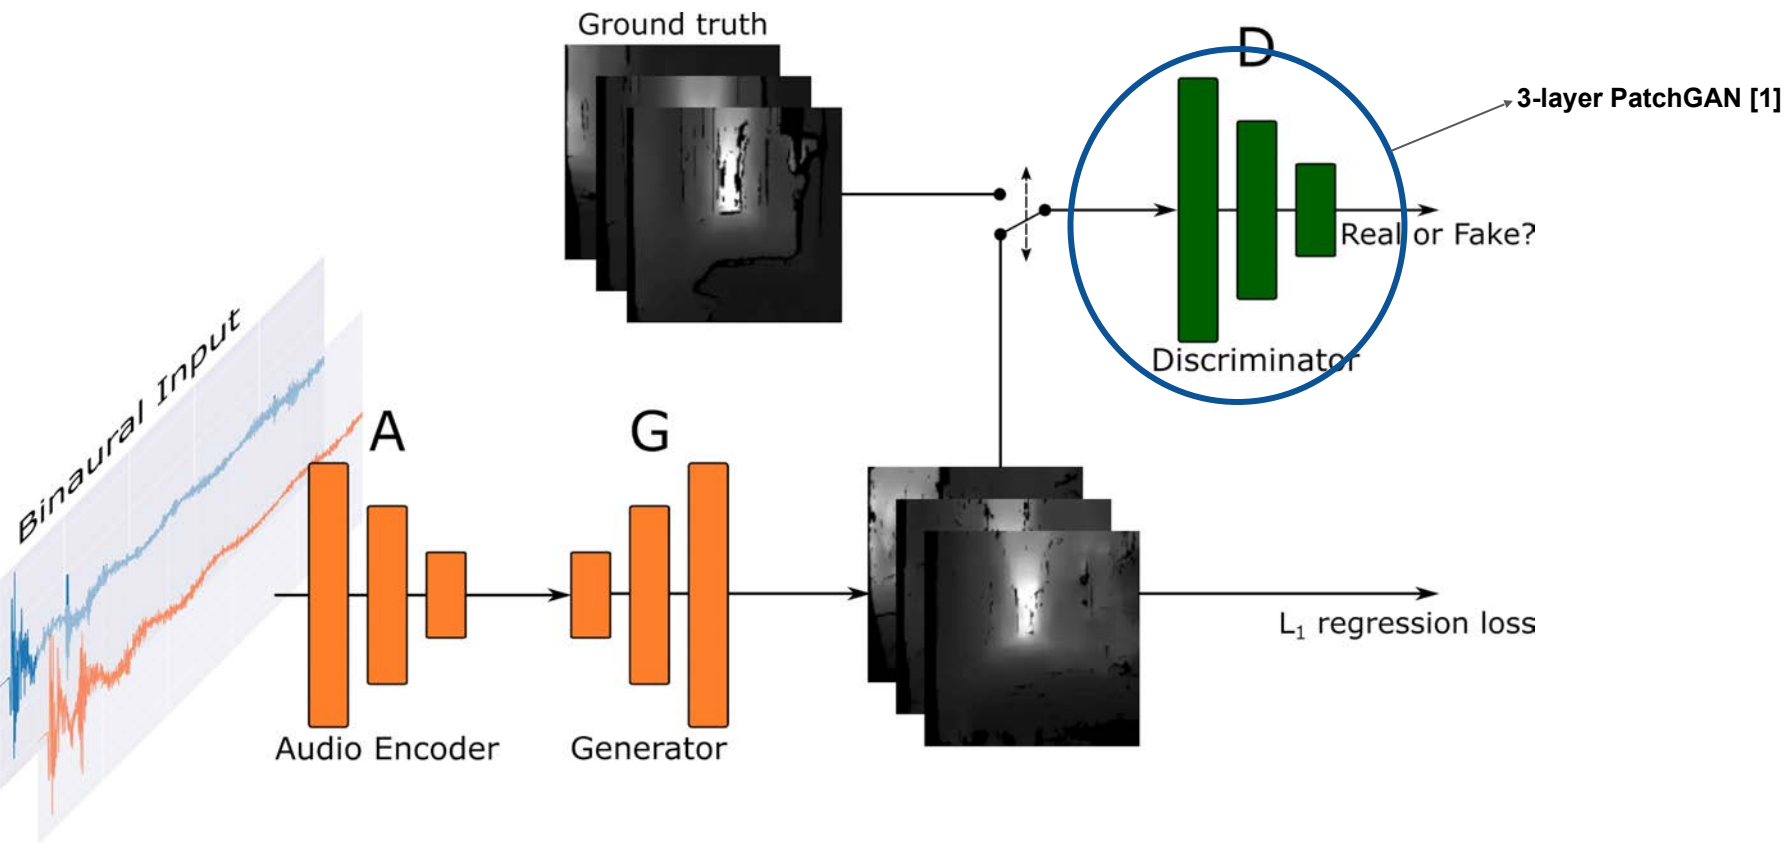 Ground truth
D
3-layer PatchGAN [1]
Real or Fake?
Discriminator
Binaural Input
A
G
L₁ regression loss
Audio Encoder
Generator